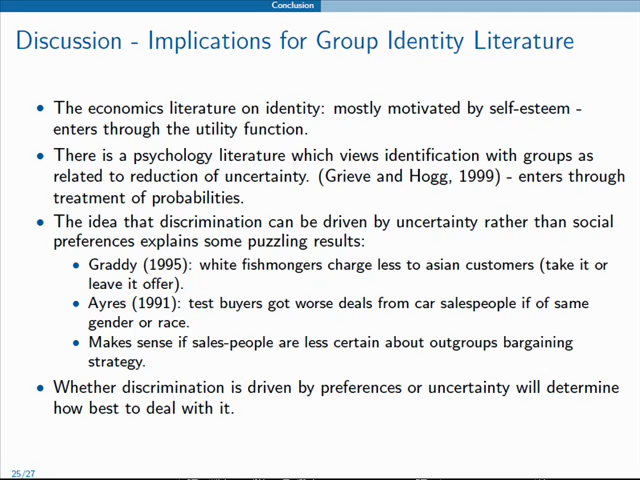 Conclusion
Discussion - Implications for Group Identity Literature
• The economics literature on identity: mostly motivated by self-esteem -
enters through the utility function.
• There is a psychology literature which views identification with groups as
related to reduction of uncertainty. (Grieve and Hogg, 1999) - enters through
treatment of probabilities.
• The idea that discrimination can be driven by uncertainty rather than social
preferences explains some puzzling results:
• Graddy (1995): white fishmongers charge less to asian customers (take it or
leave it offer).
• Ayres (1991): test buyers got worse deals from car salespeople if of same
gender or race.
• Makes sense if sales-people are less certain about outgroups bargaining
strategy.
• Whether discrimination is driven by preferences or uncertainty will determine
how best to deal with it.
25/27